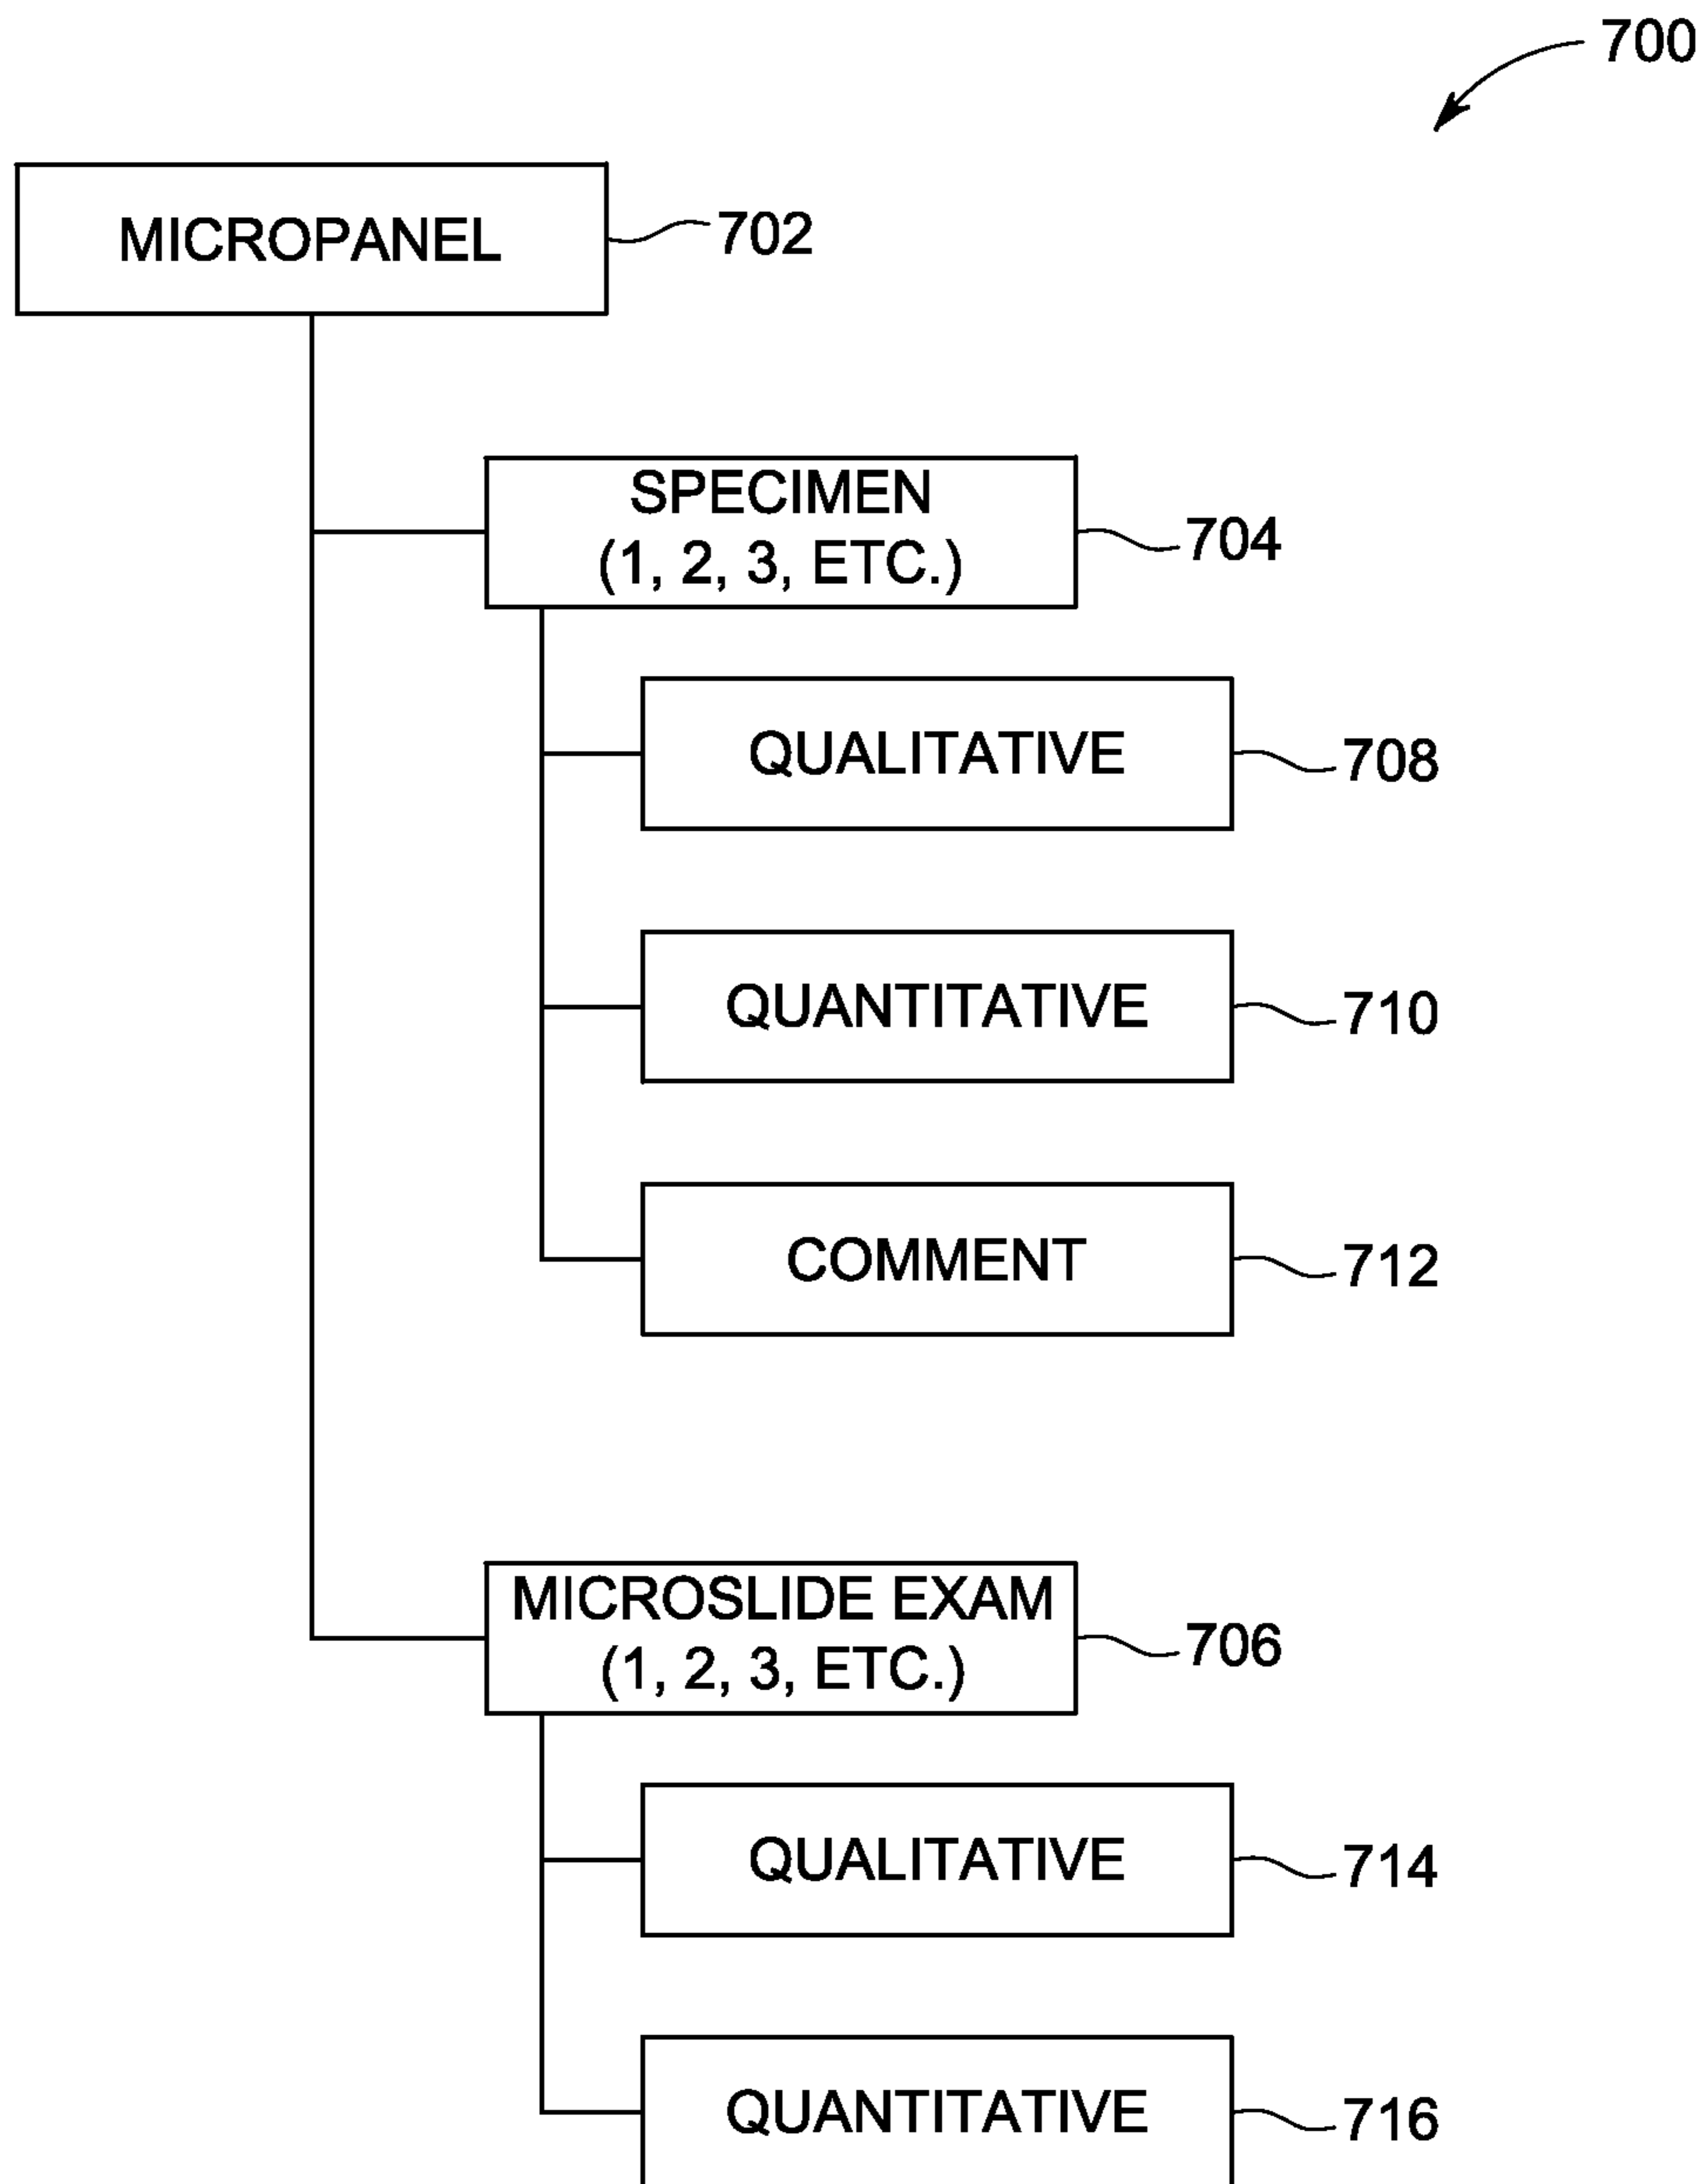 700
MICROPANEL
702
SPECIMEN
(1, 2, 3, ETC.)
704
QUALITATIVE
708
QUANTITATIVE
710
COMMENT
712
MICROSLIDE EXAM
(1, 2, 3, ETC.)
706
QUALITATIVE
714
QUANTITATIVE
716